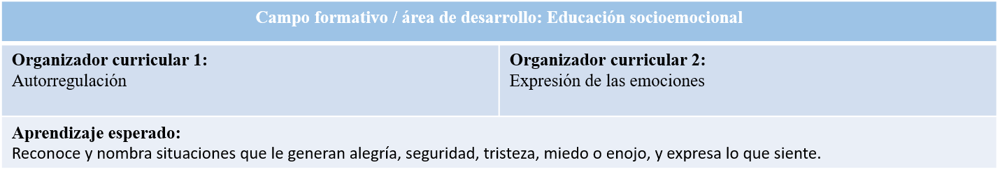 Campo formativo / área de desarrollo: Educación socioemocional
Organizador curricular 1:
Autorregulación
Organizador curricular 2:
Expresión de las emociones
Aprendizaje esperado:
Reconoce y nombra situaciones que le generan alegría, seguridad, tristeza, miedo o enojo, y expresa lo que siente.